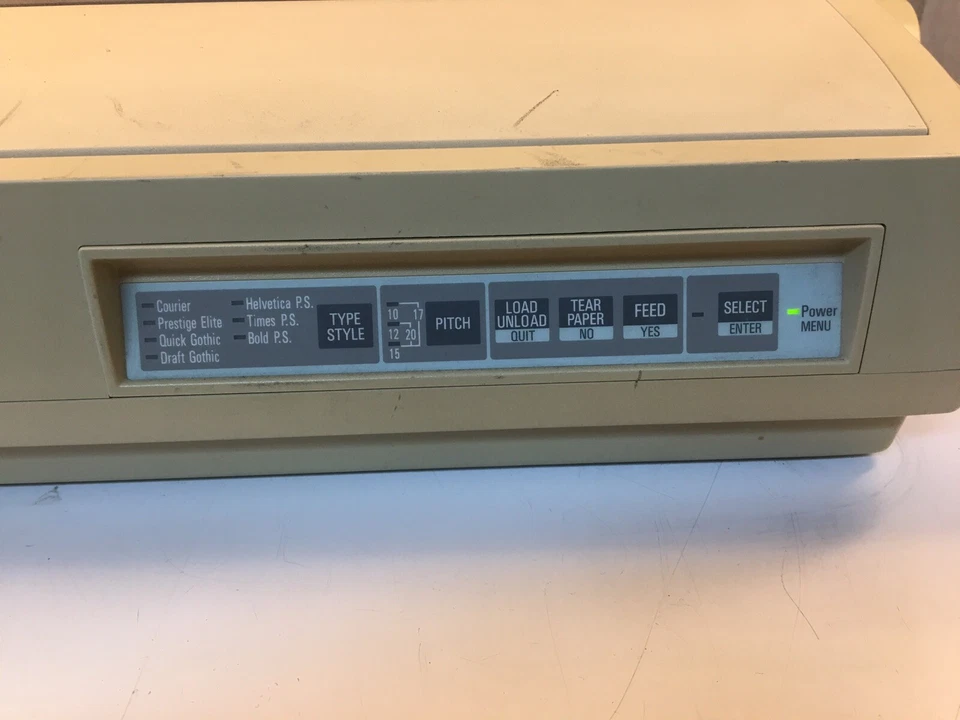 Courier
Prestige Elite
Quick Gothic
Draft Gothic
Helvetica P.S.
Times P.S.
Bold P.S.
TYPE
STYLE
10 17
12 20
15
PITCH
LOAD
UNLOAD
QUIT
TEAR
PAPER
NO
FEED
YES
SELECT
ENTER
Power
MENU